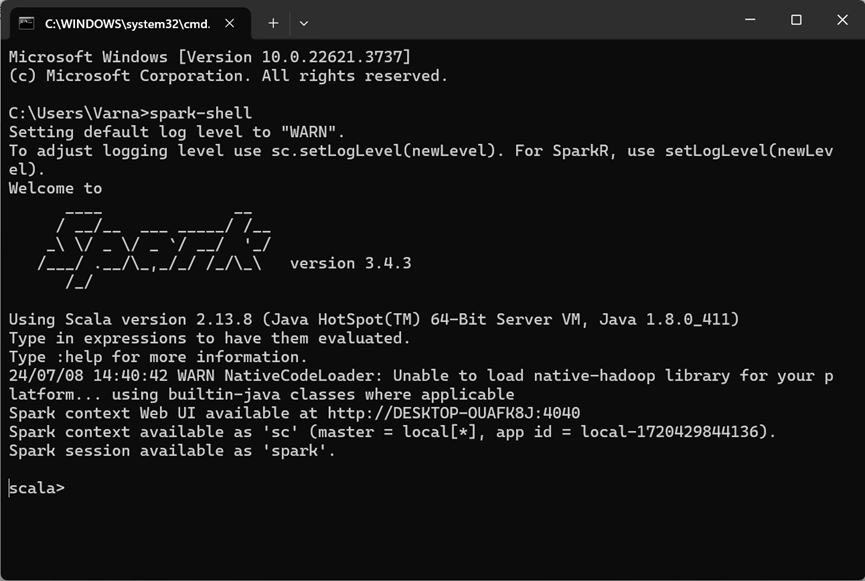 C:\WINDOWS\system32\cmd.
Microsoft Windows [Version 10.0.22621.3737]
(c) Microsoft Corporation. All rights reserved.
C:\Users\Varna>spark-shell
Setting default log level to "WARN".
To adjust logging level use sc.setLogLevel(newLevel). For SparkR, use setLogLevel(newLev
el).
Welcome to
      ____              __
     / __/__  ___ _____/ /__
    _\ \/ _ \/ _ `/ __/  '_/
   /___/ .__/\_,_/_/ /_/\_\   version 3.4.3
      /_/
Using Scala version 2.13.8 (Java HotSpot(TM) 64-Bit Server VM, Java 1.8.0_411)
Type in expressions to have them evaluated.
Type :help for more information.
24/07/08 14:40:42 WARN NativeCodeLoader: Unable to load native-hadoop library for your p
latform... using builtin-java classes where applicable
Spark context Web UI available at http://DESKTOP-OUAFK8J:4040
Spark context available as 'sc' (master = local[*], app id = local-1720429844136).
Spark session available as 'spark'.
scala>